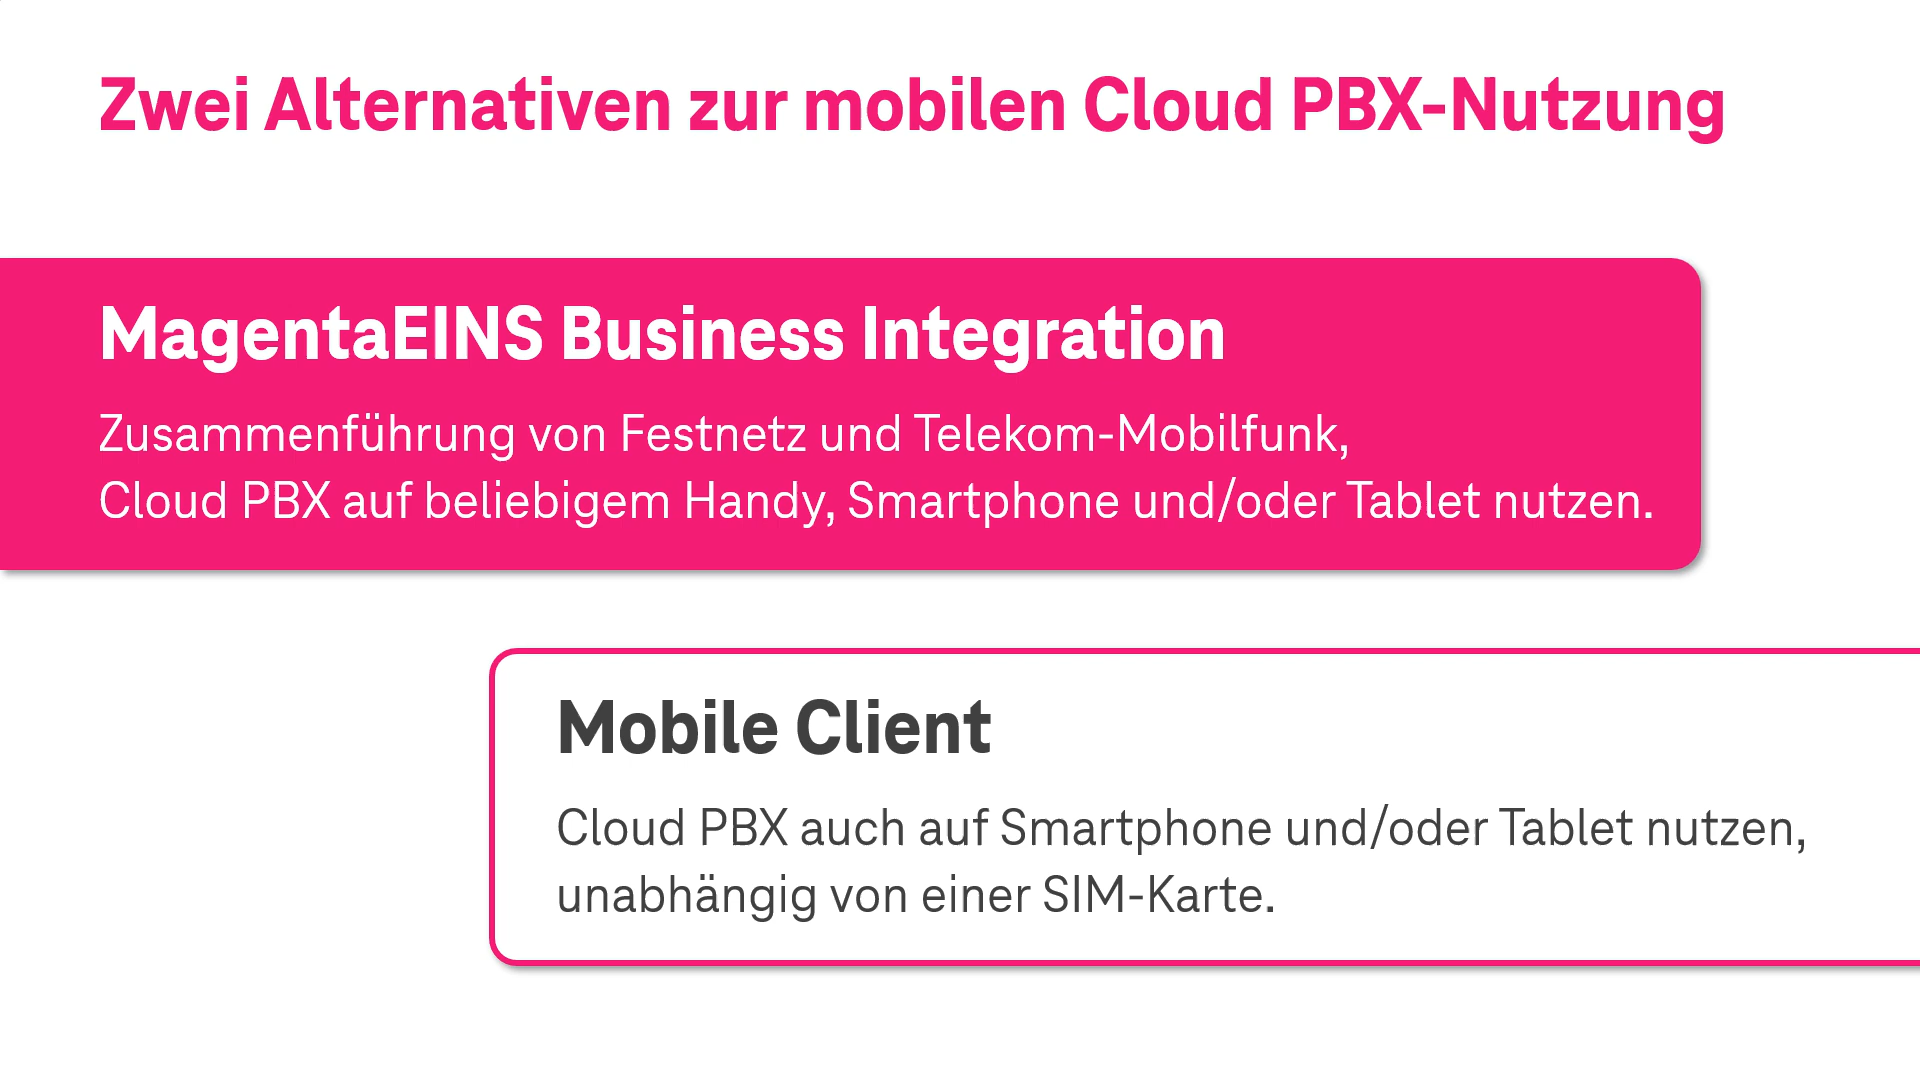 Zwei Alternativen zur mobilen Cloud PBX-Nutzung
MagentaEINS Business Integration
Zusammenführung von Festnetz und Telekom-Mobilfunk,
Cloud PBX auf beliebigem Handy, Smartphone und/oder Tablet nutzen.
Mobile Client
Cloud PBX auch auf Smartphone und/oder Tablet nutzen,
unabhängig von einer SIM-Karte.